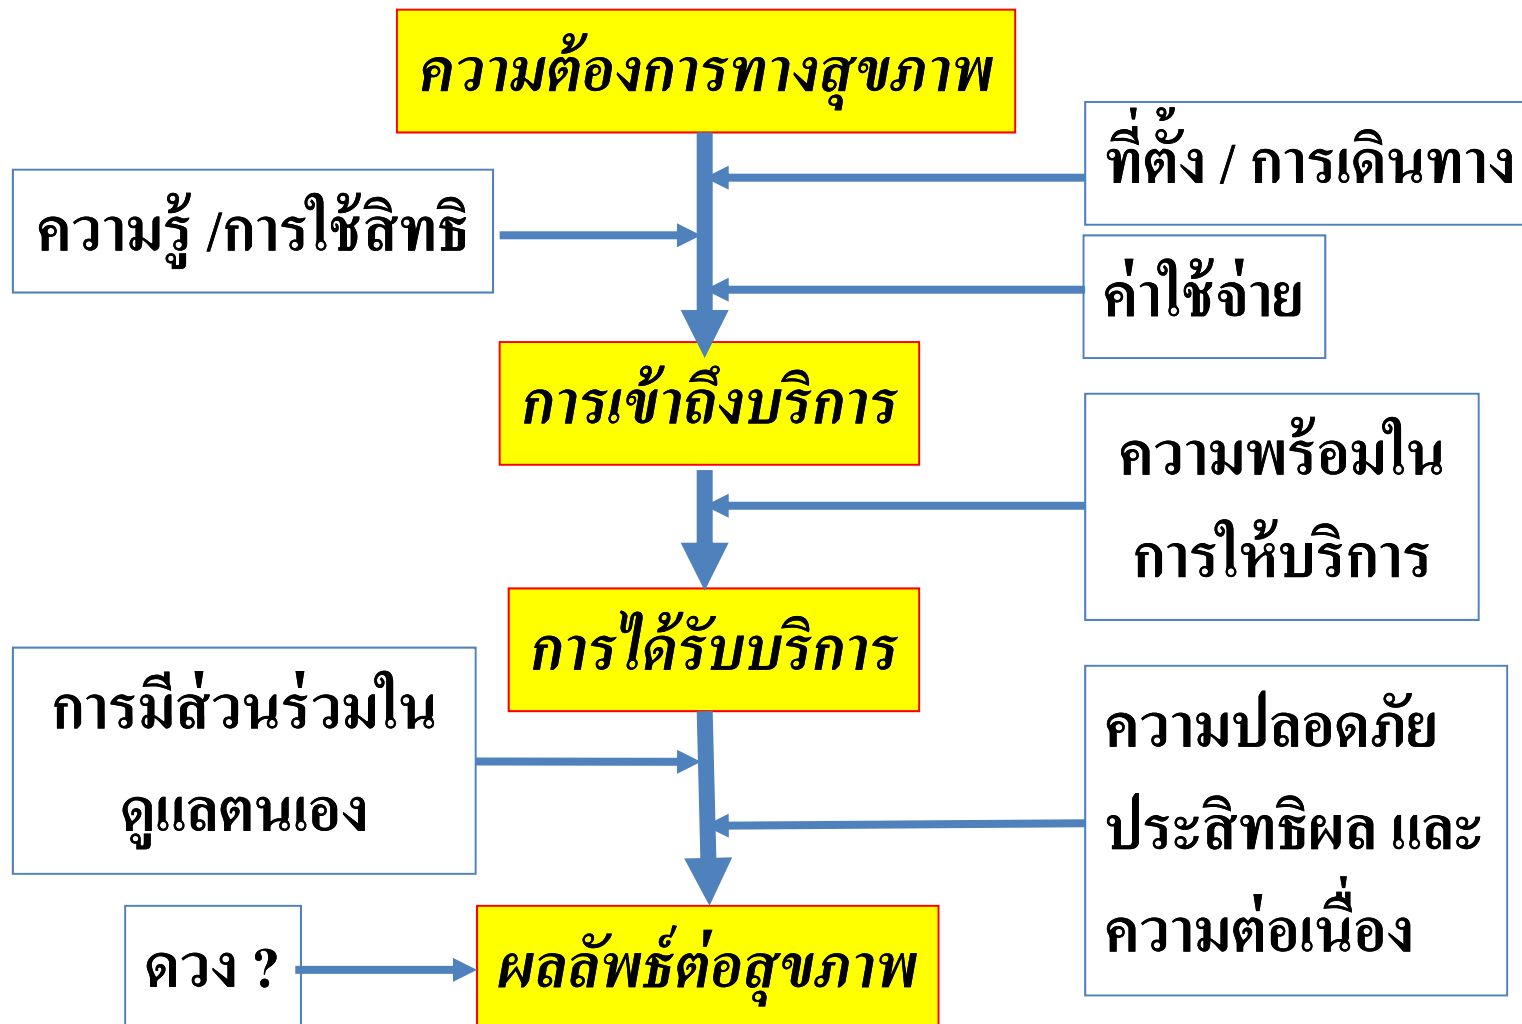 ความต้องการทางสุขภาพ
ที่ตั้ง / การเดินทาง
ความรู้ /การใช้สิทธิ
ค่าใช้จ่าย
การเข้าถึงบริการ
ความพร้อมใน
การให้บริการ
การได้รับบริการ
การมีส่วนร่วมใน
ดูแลตนเอง
ความปลอดภัย
ประสิทธิผล และ
ความต่อเนื่อง
ดวง ?
ผลลัพธ์ต่อสุขภาพ